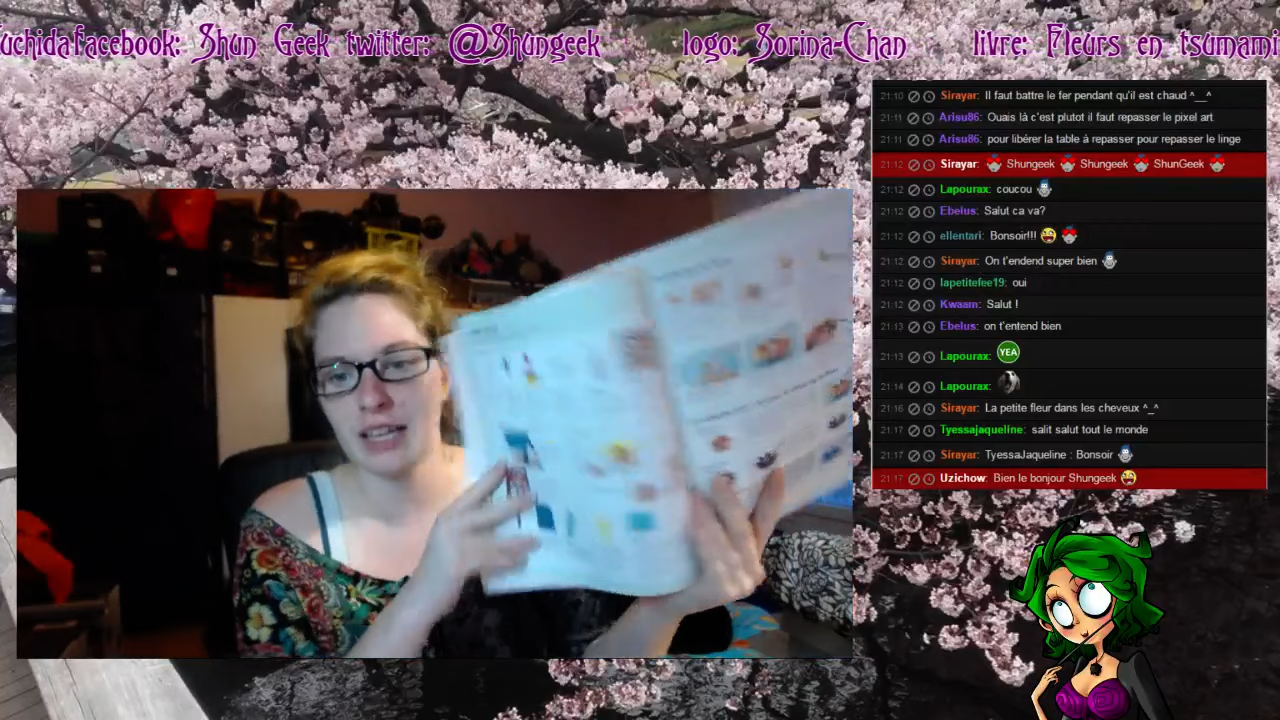 uchidafacebook: Shun Geek twitter: @Shungeek logo: Sorina-Chan livre: Fleurs en tsunami
21:10 Sirayar: Il faut battre le fer pendant qu'il est chaud ^__^
21:11 Arisu86: Ouais là c'est plutot il faut repasser le pixel art
21:11 Arisu86: pour libérer la table à repasser pour repasser le linge
21:12 Sirayar: Shungeek Shungeek ShunGeek
21:12 Lapourax: coucou
21:12 Ebelus: Salut ca va?
21:12 ellentari: Bonsoir!!!
21:12 Sirayar: On t'endend super bien
21:12 lapetitefee19: oui
21:12 Kwaam: Salut !
21:13 Ebelus: on t'entend bien
21:13 Lapourax: YEA
21:14 Lapourax:
21:16 Sirayar: La petite fleur dans les cheveux ^_^
21:17 Tyessajaqueline: salit salut tout le monde
21:17 Sirayar: TyessaJaqueline : Bonsoir
21:17 Uzichow: Bien le bonjour Shungeek